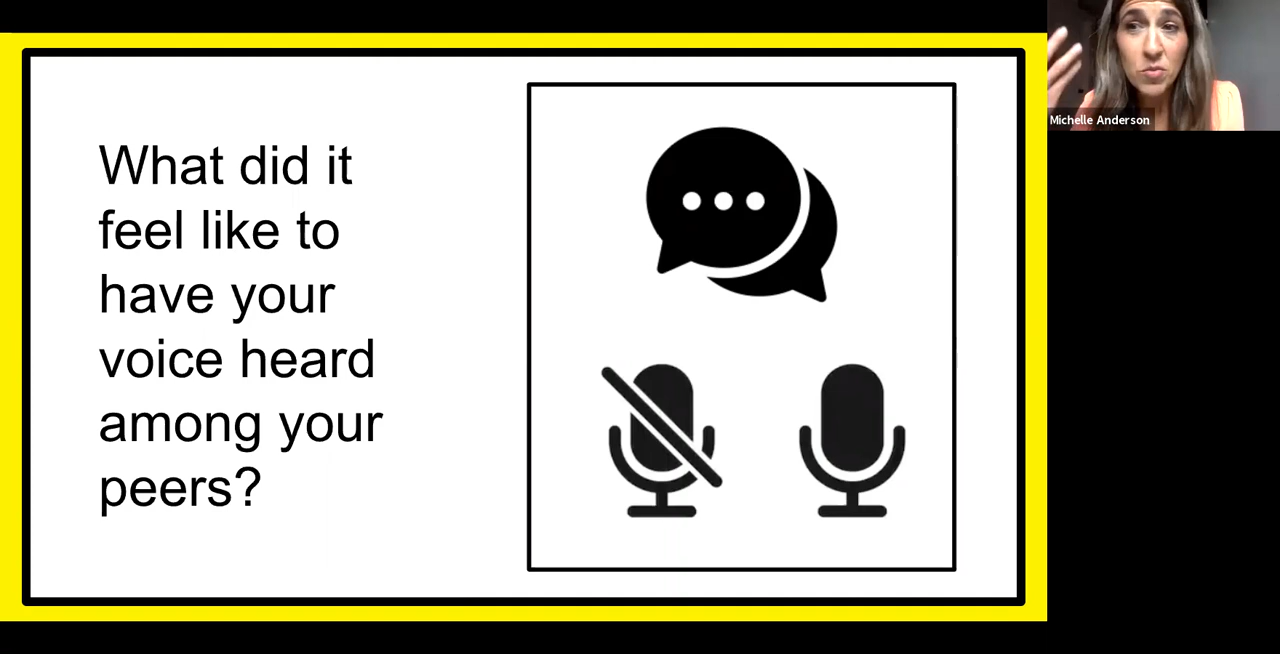 What did it
feel like to
have your
voice heard
among your
peers?
Michelle Anderson